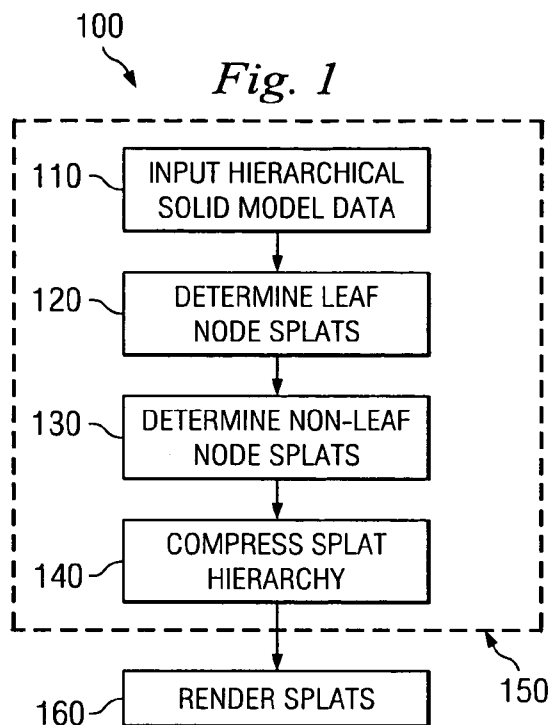 100
Fig. 1
110
INPUT HIERARCHICAL
SOLID MODEL DATA
120
DETERMINE LEAF
NODE SPLATS
130
DETERMINE NON-LEAF
NODE SPLATS
140
COMPRESS SPLAT
HIERARCHY
150
160
RENDER SPLATS